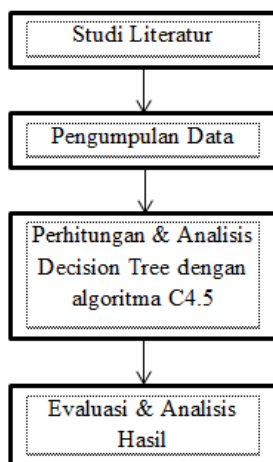 Studi Literatur
Pengumpulan Data
Perhitungan & Analisis
Decision Tree dengan
algoritma C4.5
Evaluasi & Analisis
Hasil